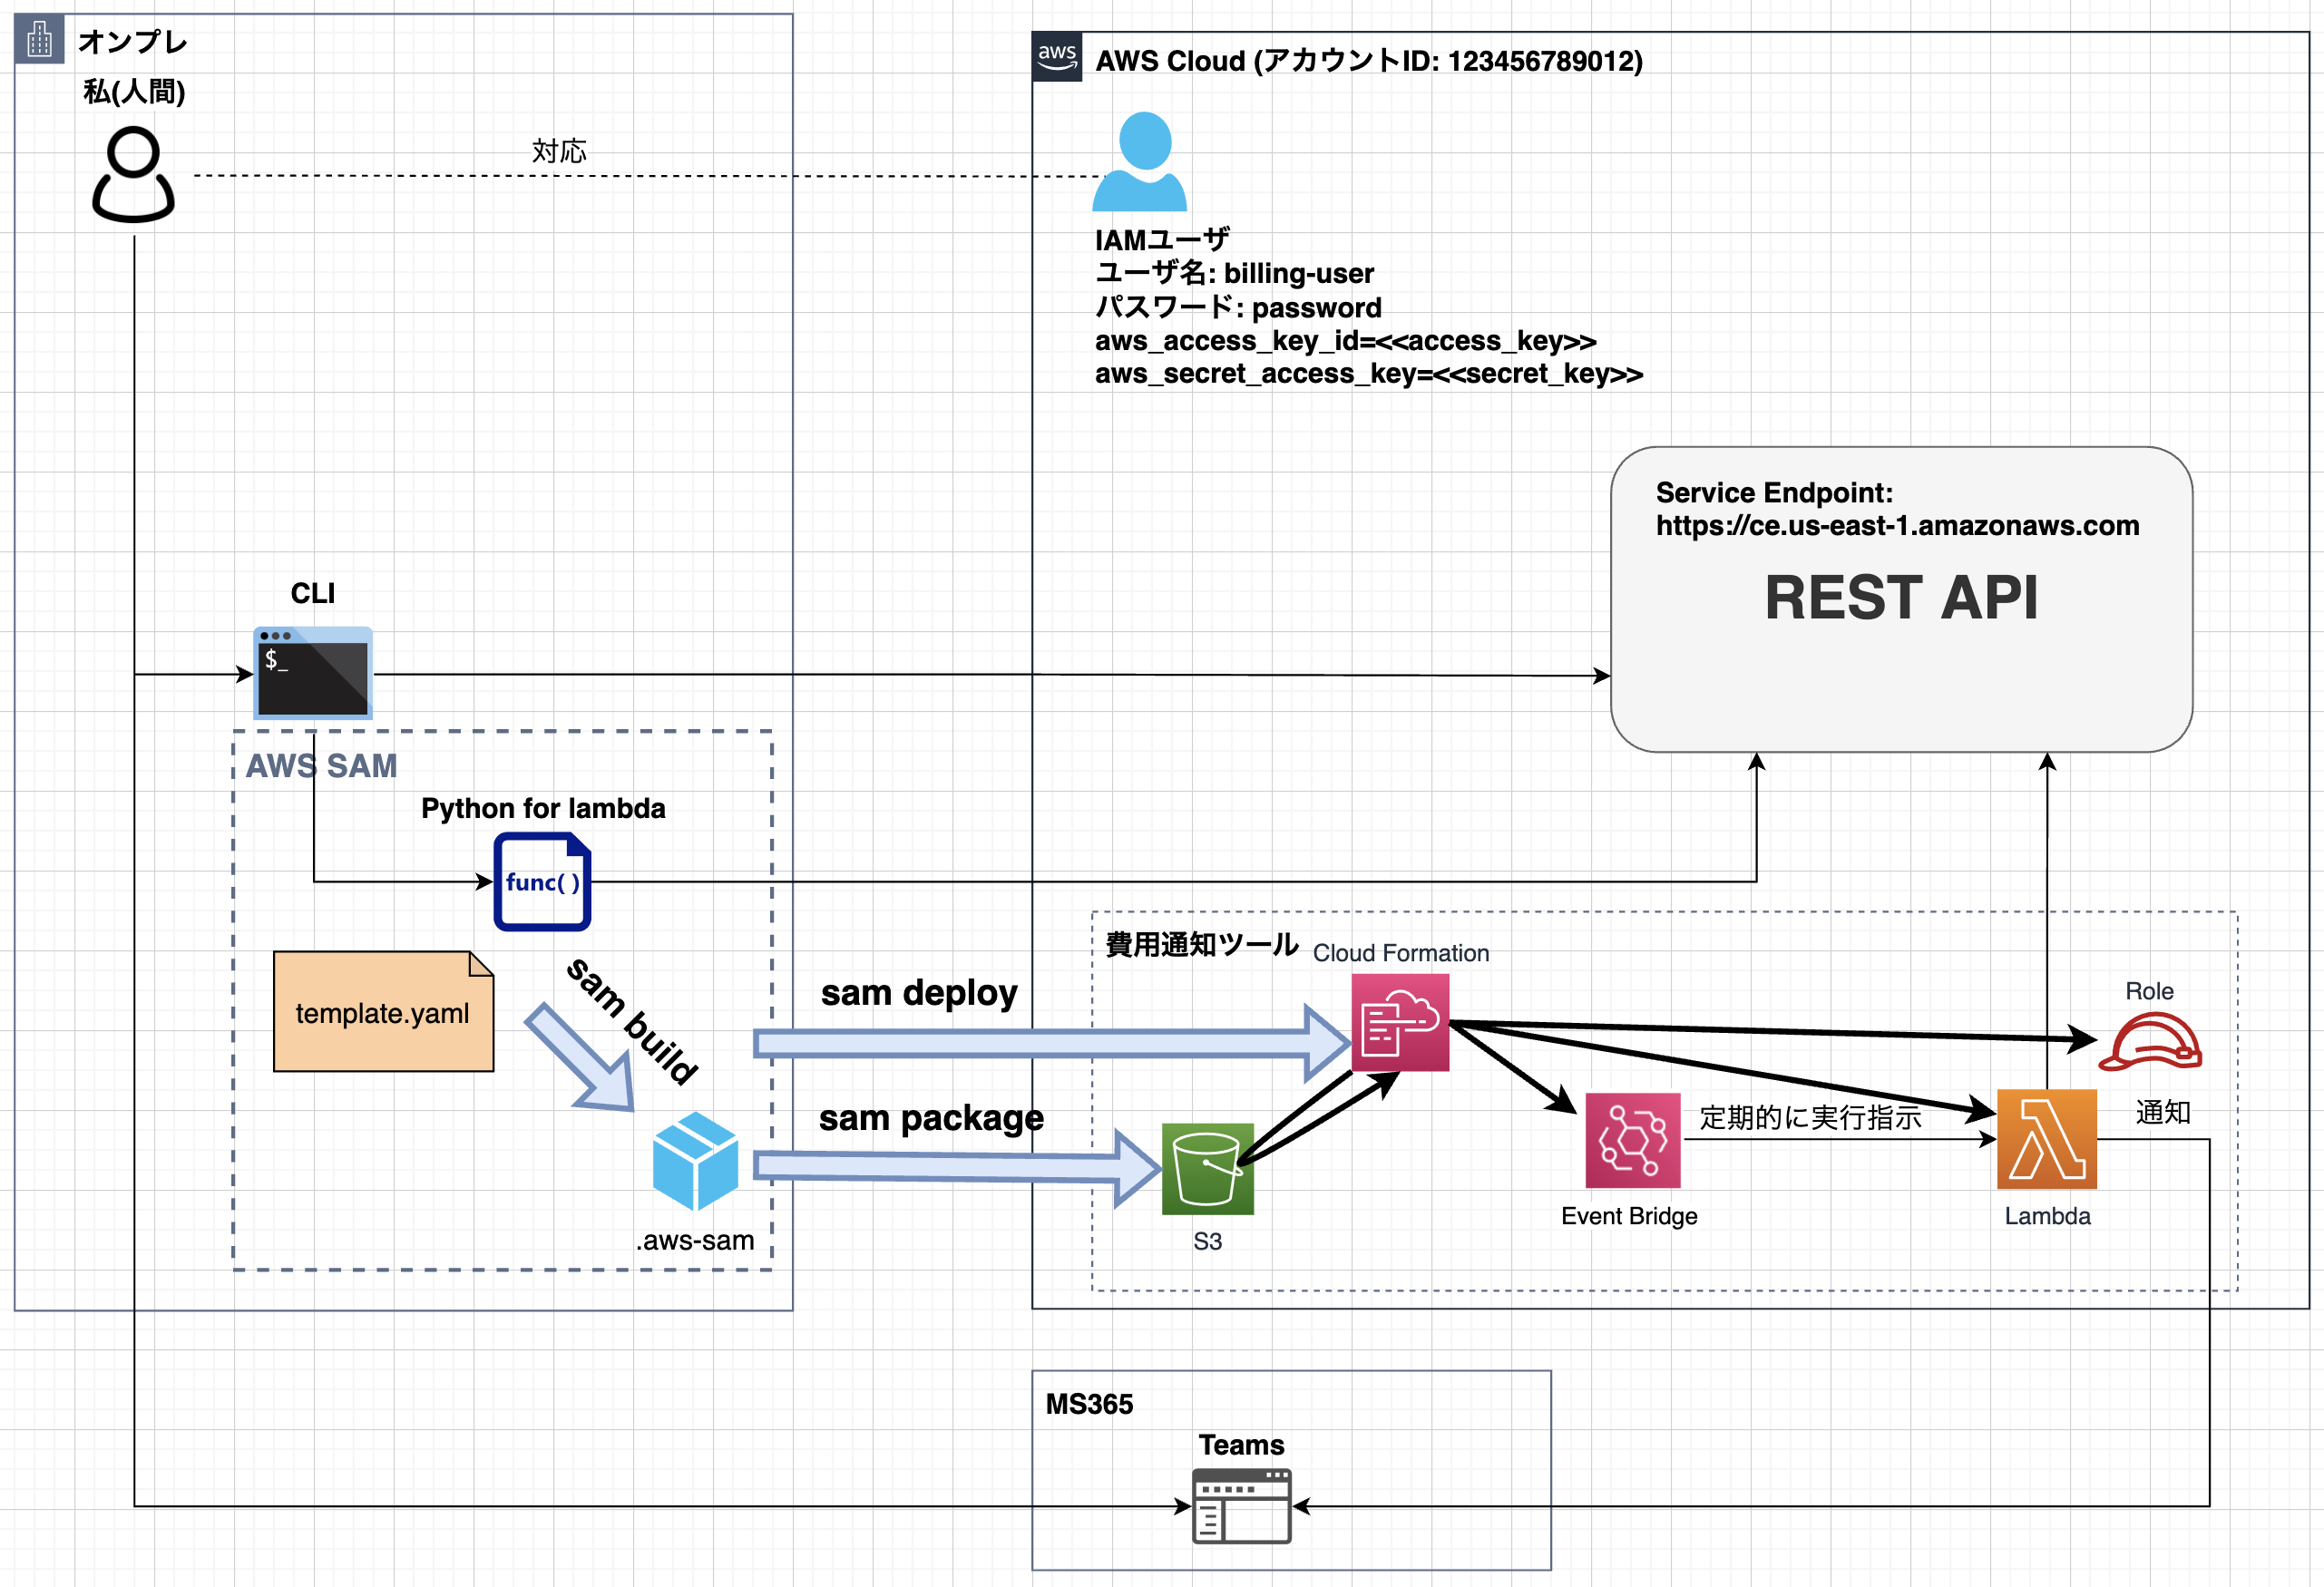 オンプレ
私(人間)
対応
aws
AWS Cloud (アカウントID: 123456789012)
IAMユーザ
ユーザ名: billing-user
パスワード: password
aws_access_key_id=<<access_key>>
aws_secret_access_key=<<secret_key>>
Service Endpoint:
https://ce.us-east-1.amazonaws.com
REST API
CLI
$_
AWS SAM
Python for lambda
func( )
template.yaml
sam build
.aws-sam
sam deploy
sam package
費用通知ツール
Cloud Formation
Role
S3
Event Bridge
定期的に実行指示
Lambda
通知
MS365
Teams